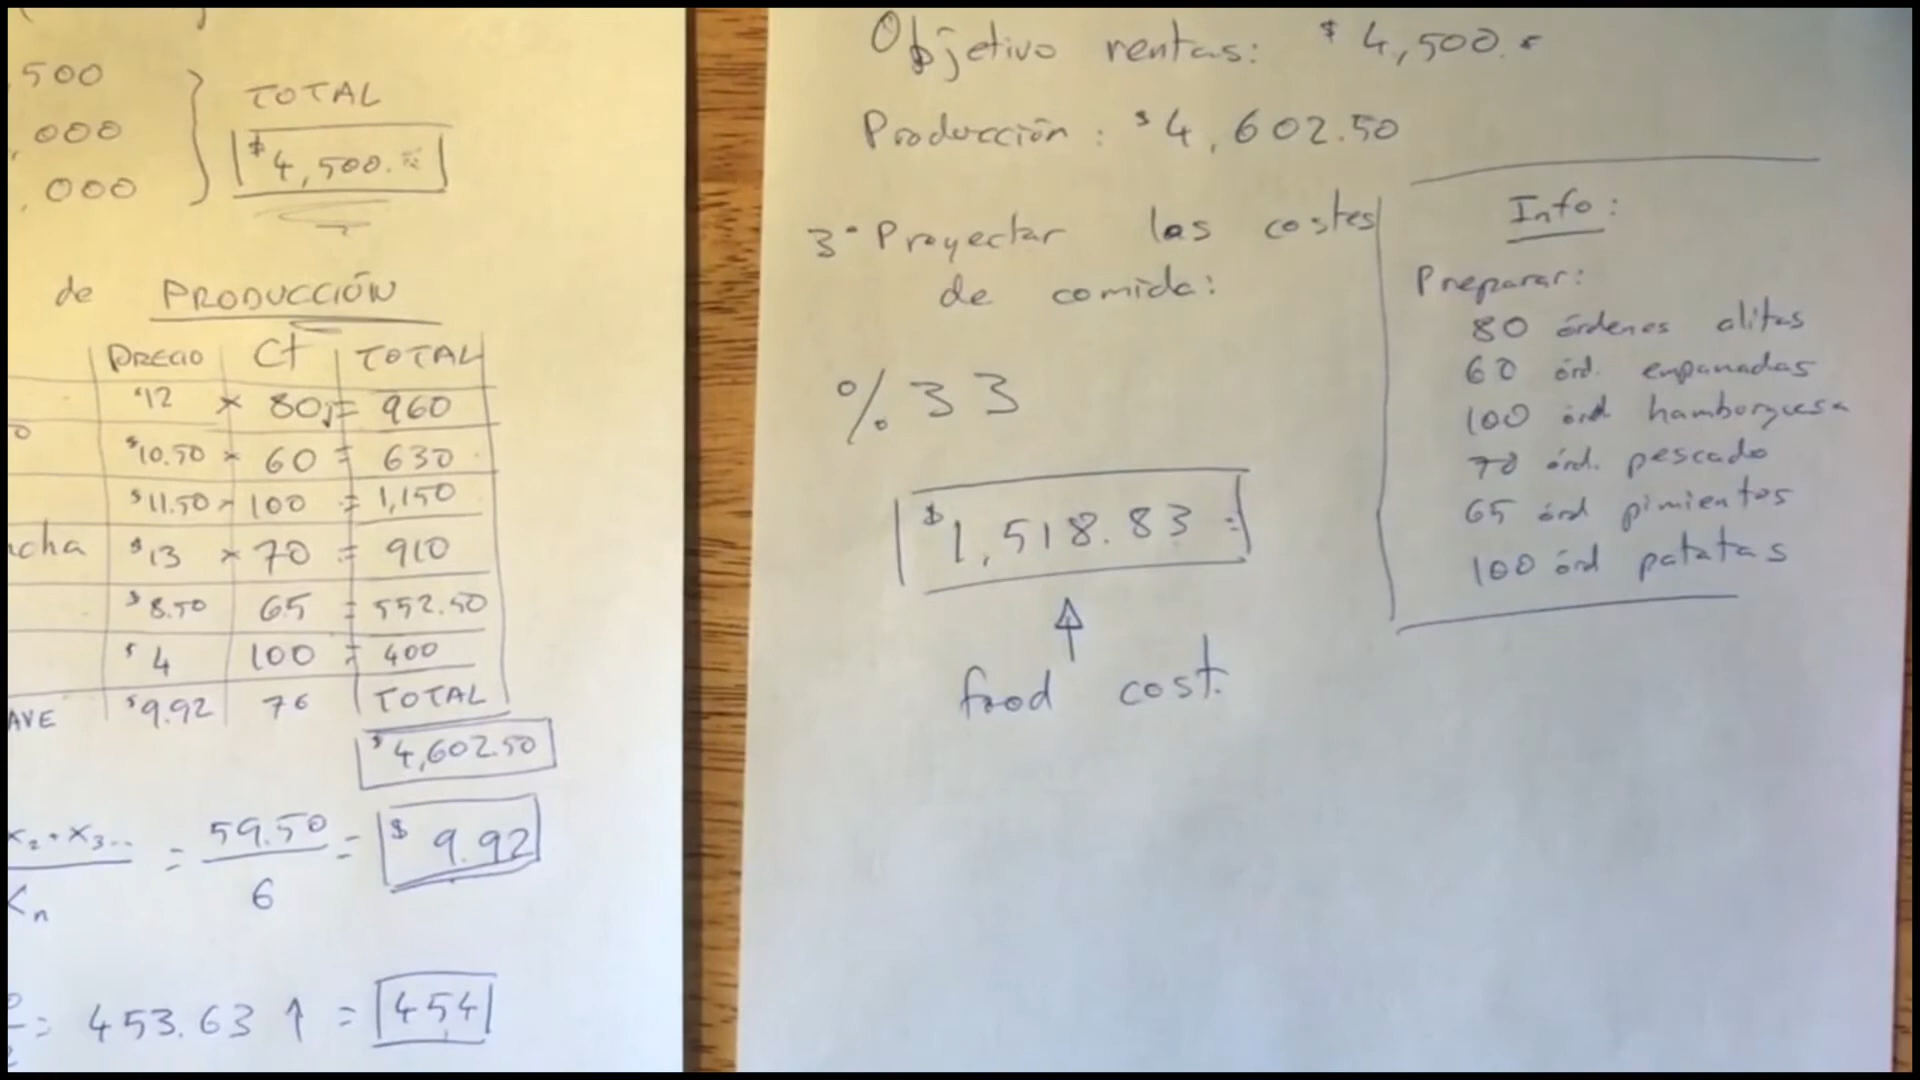 500
000
000
TOTAL
$4,500.
de PRODUCCIÓN
PRECIO Ct TOTAL
$12 × 80 = 960
$10.50 × 60 = 630
$11.50 - 100 = 1,150
ncha $13 × 70 = 910
$8.50 65 = 552.50
$4 100 = 400
AVE $9.92 76 TOTAL
$4,602.50
x₂ + x₃... = 59.50 = $9.92
n 6
= 453.63 ↑ = 454
Objetivo rentas: $4,500.
Producción: $4,602.50
3º Proyectar los costes
de comida:
% 33
$1,518.83 =
↑
food cost.
Info:
Preparar:
80 órdenes alitas
60 órd. empanadas
100 órd hamborguesa
70 órd. pescado
65 órd pimientos
100 órd patatas